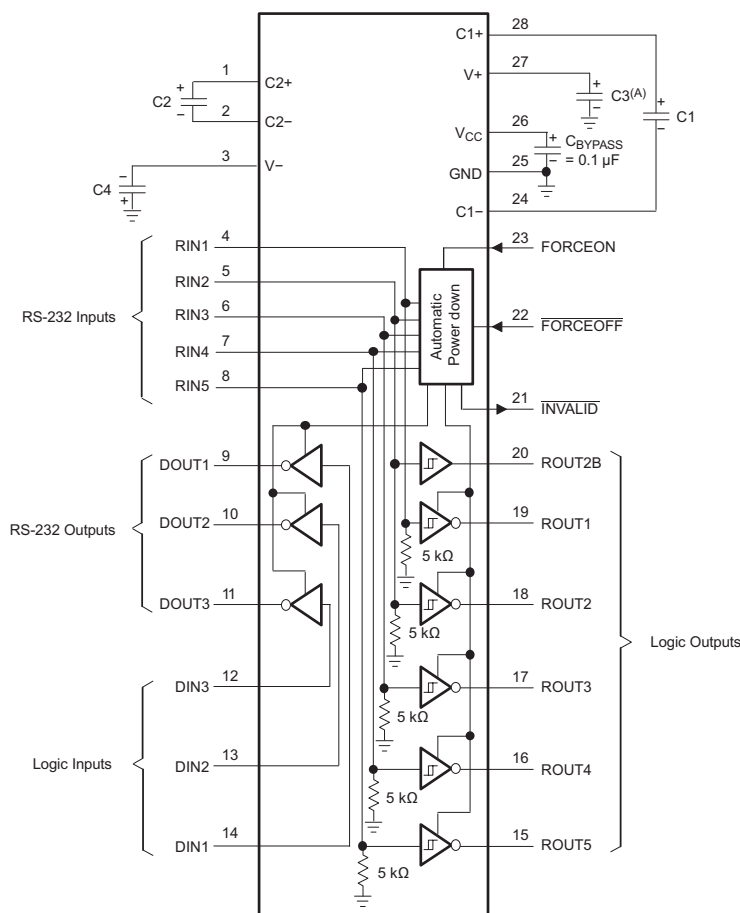 28
C1+
27
V+
1
C2+
C2
2
C2−
C3(A)
C1
26
VCC
CBYPASS
= 0.1 µF
3
V−
25
GND
C4
24
C1−
RIN1 4
RIN2 5
RIN3 6
RIN4 7
RIN5 8
RS-232 Inputs
Automatic
Power down
23
FORCEON
22
FORCEOFF
21
INVALID
DOUT1 9
DOUT2 10
DOUT3 11
RS-232 Outputs
20
ROUT2B
19
ROUT1
5 kΩ
18
ROUT2
5 kΩ
17
ROUT3
5 kΩ
16
ROUT4
5 kΩ
15
ROUT5
5 kΩ
Logic Outputs
DIN3 12
DIN2 13
DIN1 14
Logic Inputs
+
−
+
−
−
+
+
−
+
−
+
−